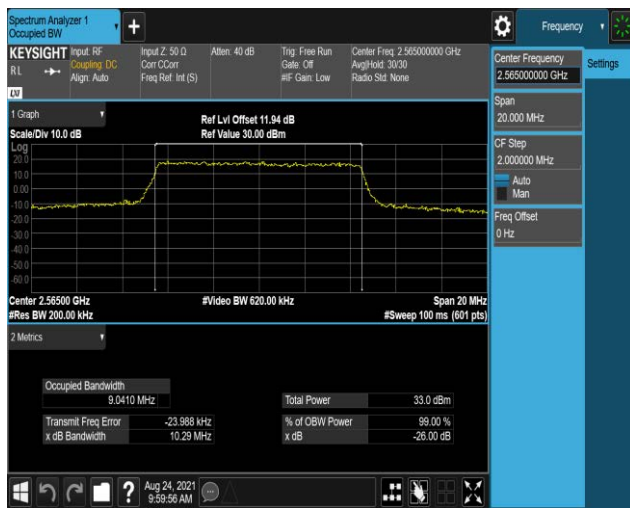 Spectrum Analyzer 1
Occupied BW
+
Frequency
KEYSIGHT
Input: RF
Coupling: DC
Align: Auto
Input Z: 50 Ω
Corr CCorr
Freq Ref: Int (S)
Atten: 40 dB
Trig: Free Run
Gate: Off
#IF Gain: Low
Center Freq: 2.565000000 GHz
Avg|Hold: 30/30
Radio Std: None
RL
LXI
Center Frequency
2.565000000 GHz
Settings
Span
20.000 MHz
CF Step
2.000000 MHz
Auto
Man
Freq Offset
0 Hz
1 Graph
Scale/Div 10.0 dB
Ref Lvl Offset 11.94 dB
Ref Value 30.00 dBm
Log
20.0
10.0
0.00
-10.0
-20.0
-30.0
-40.0
-50.0
-60.0
Center 2.56500 GHz
#Res BW 200.00 kHz
#Video BW 620.00 kHz
Span 20 MHz
#Sweep 100 ms (601 pts)
2 Metrics
Occupied Bandwidth
9.0410 MHz
Transmit Freq Error -23.988 kHz
x dB Bandwidth 10.29 MHz
Total Power 33.0 dBm
% of OBW Power 99.00 %
x dB -26.00 dB
?
Aug 24, 2021
9:59:56 AM